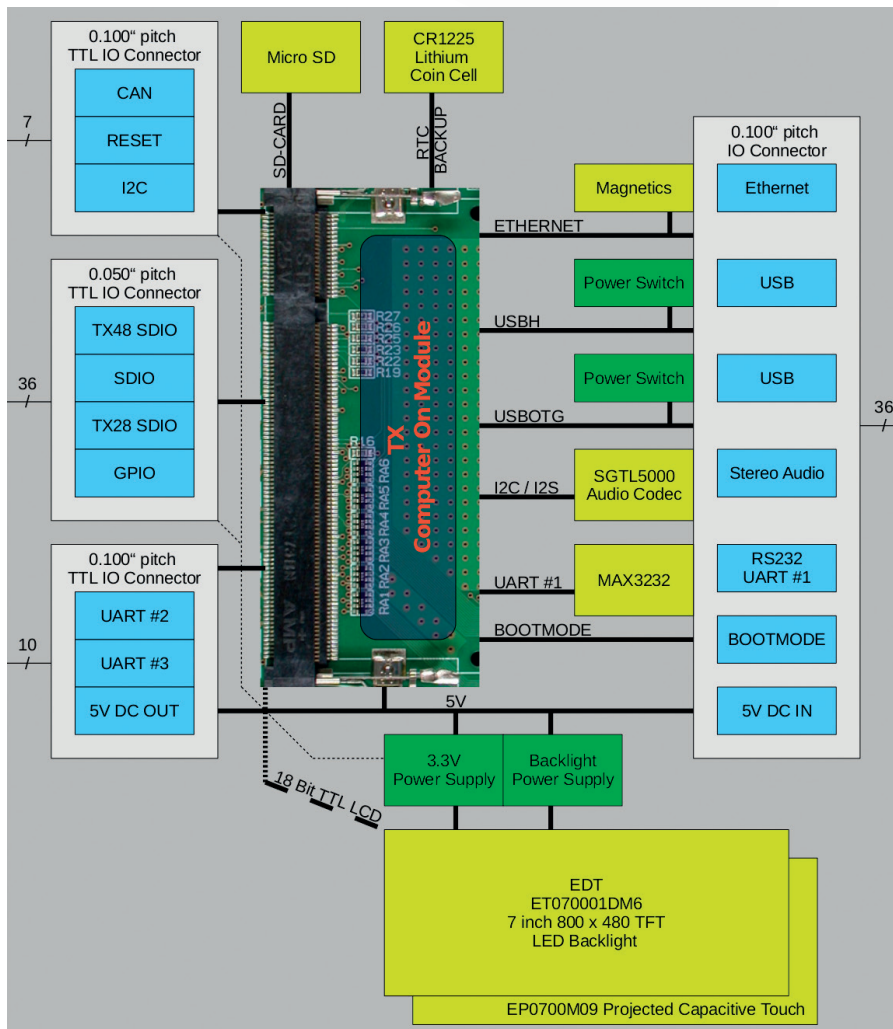 0.100“ pitch
TTL IO Connector
CAN
RESET
I2C
7
Micro SD
CR1225
Lithium
Coin Cell
SD-CARD
RTC
BACKUP
0.100“ pitch
IO Connector
Magnetics
Ethernet
ETHERNET
0.050“ pitch
TTL IO Connector
TX48 SDIO
SDIO
TX28 SDIO
GPIO
36
Power Switch
USB
USBH
Power Switch
USB
USBOTG
36
R27
R26
R25
R23
R22
R19
R16
RA6
RA5
RA4
RA3
RA2
RA1
AMP
TX
Computer On Module
I2C / I2S
SGTL5000
Audio Codec
Stereo Audio
0.100“ pitch
TTL IO Connector
UART #2
UART #3
5V DC OUT
10
UART #1
MAX3232
RS232
UART #1
BOOTMODE
BOOTMODE
5V
5V DC IN
3.3V
Power Supply
Backlight
Power Supply
18 Bit TTL LCD
EDT
ET070001DM6
7 inch 800 x 480 TFT
LED Backlight
EP0700M09 Projected Capacitive Touch